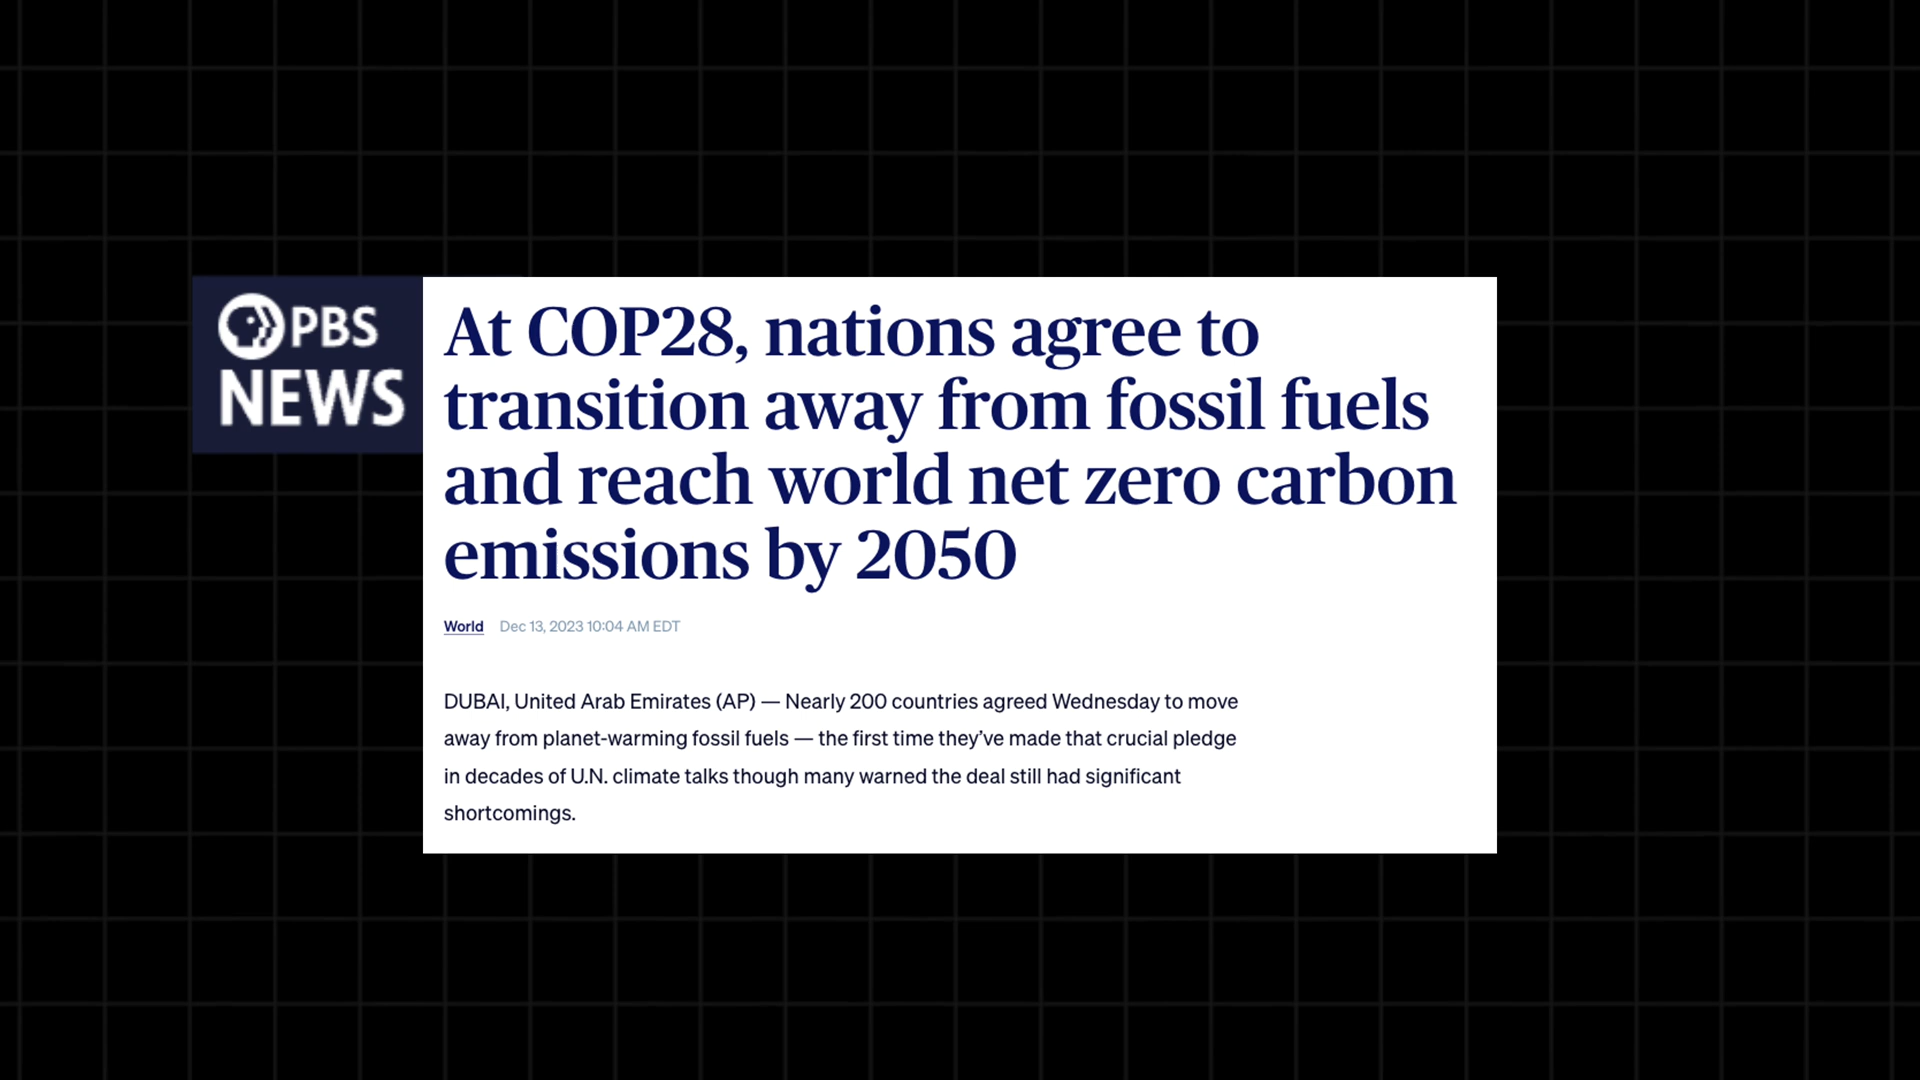 PBS
NEWS
At COP28, nations agree to
transition away from fossil fuels
and reach world net zero carbon
emissions by 2050
World Dec 13, 2023 10:04 AM EDT
DUBAI, United Arab Emirates (AP) — Nearly 200 countries agreed Wednesday to move
away from planet-warming fossil fuels — the first time they’ve made that crucial pledge
in decades of U.N. climate talks though many warned the deal still had significant
shortcomings.